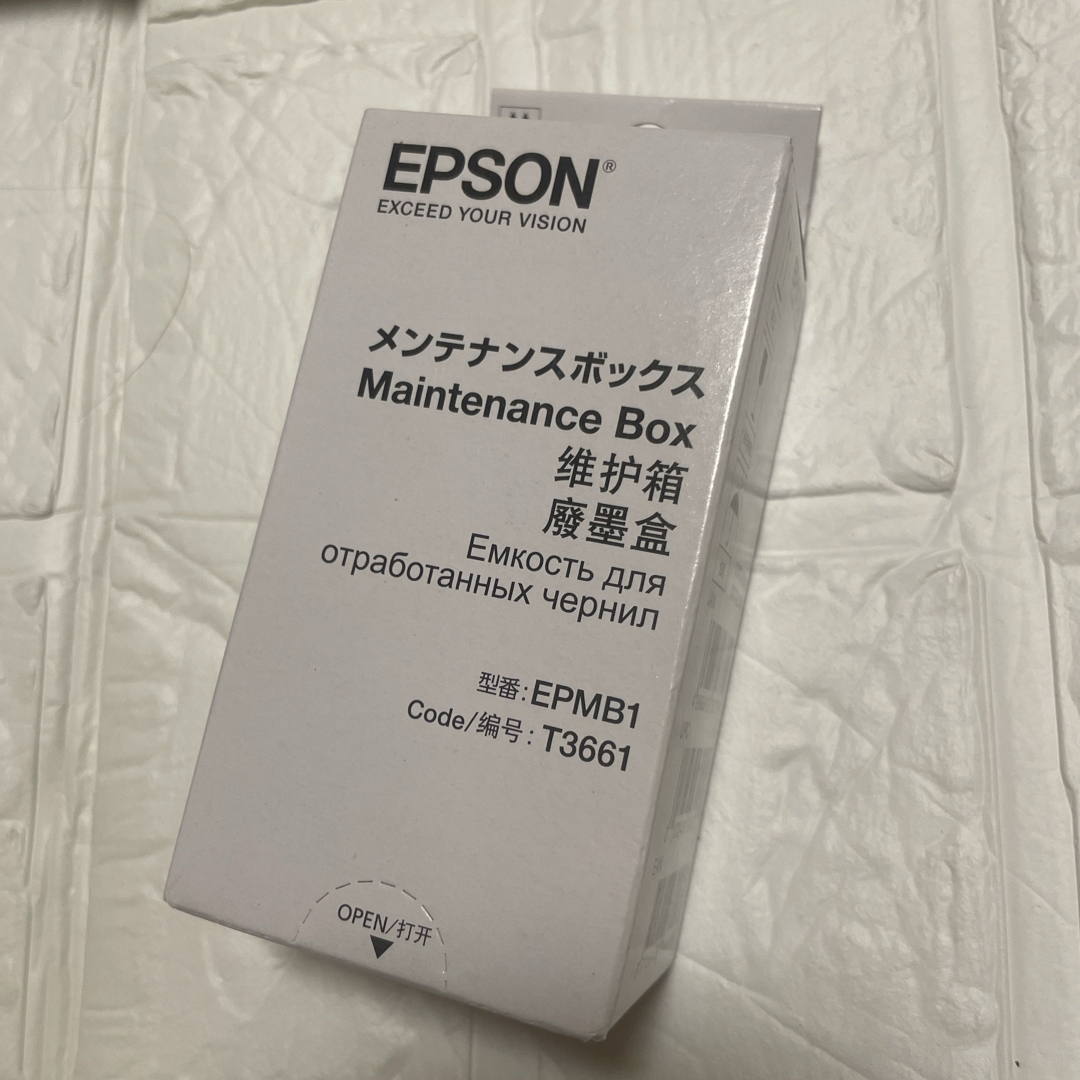 EPSON®
EXCEED YOUR VISION
メンテナンスボックス
Maintenance Box
维护箱
廢墨盒
Емкость для
отработанных чернил
型番:EPMB1
Code/编号:T3661
OPEN/打开